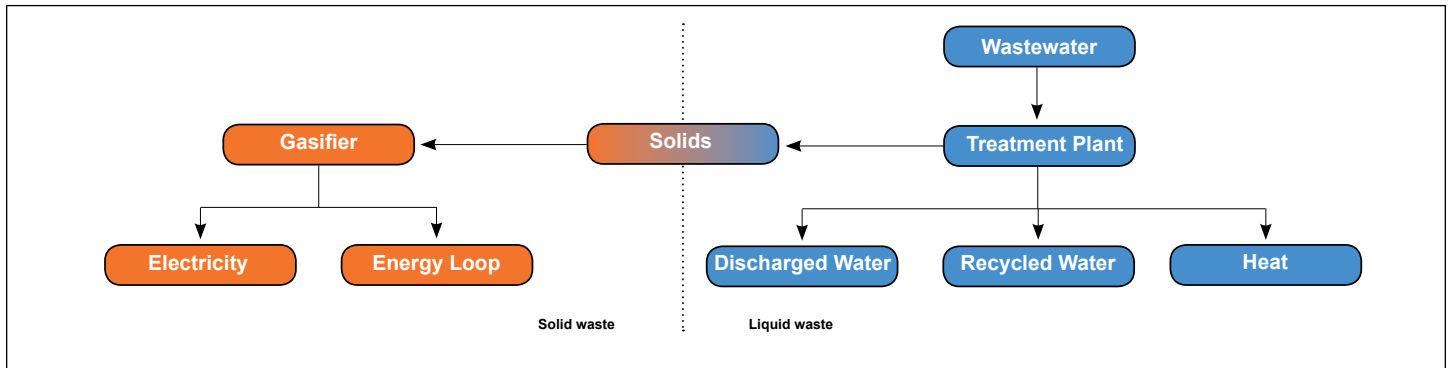 Wastewater
Gasifier
Solids
Treatment Plant
Electricity
Energy Loop
Discharged Water
Recycled Water
Heat
Solid waste
Liquid waste